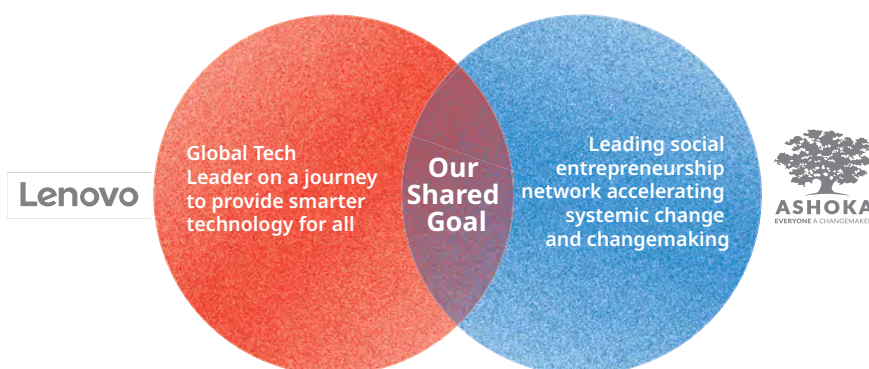 Lenovo
Global Tech
Leader on a journey
to provide smarter
technology for all
Our
Shared
Goal
Leading social
entrepreneurship
network accelerating
systemic change
and changemaking
ASHOKA
EVERYONE A CHANGEMAKER